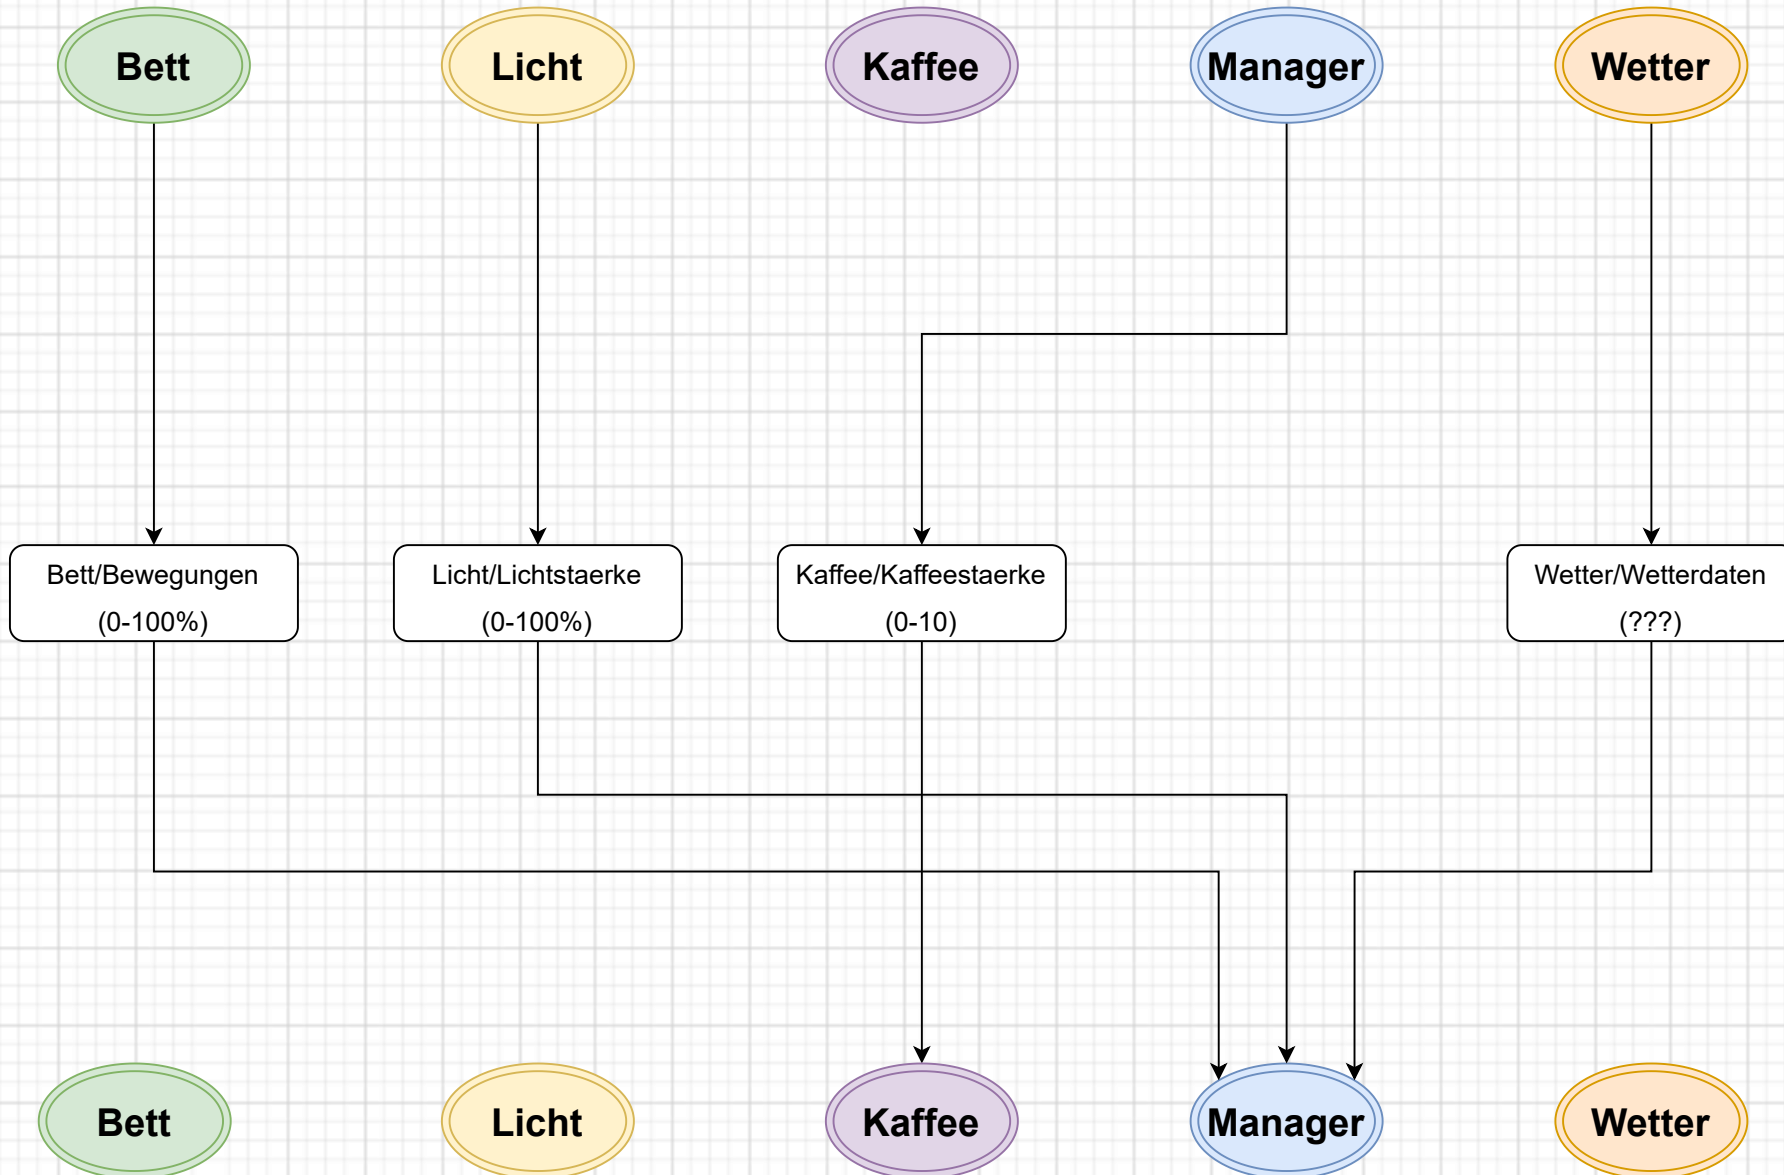 Bett
Licht
Kaffee
Manager
Wetter
Bett/Bewegungen
(0-100%)
Licht/Lichtstaerke
(0-100%)
Kaffee/Kaffeestaerke
(0-10)
Wetter/Wetterdaten
(???)
Bett
Licht
Kaffee
Manager
Wetter